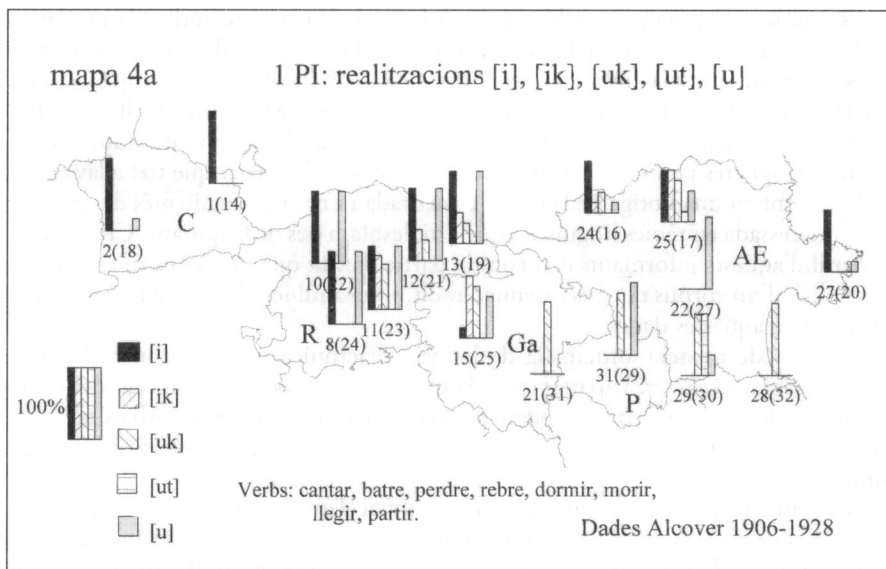 mapa 4a
1 PI: realitzacions [i], [ik], [uk], [ut], [u]
1(14)
C
2(18)
24(16)
25(17)
AE
13(19)
12(21)
10(22)
27(20)
22(27)
R
8(24)
11(23)
15(25)
Ga
31(29)
21(31)
P
29(30)
28(32)
100%
[i]
[ik]
[uk]
[ut]
[u]
Verbs: cantar, batre, perdre, rebre, dormir, morir,
llegir, partir.
Dades Alcover 1906-1928